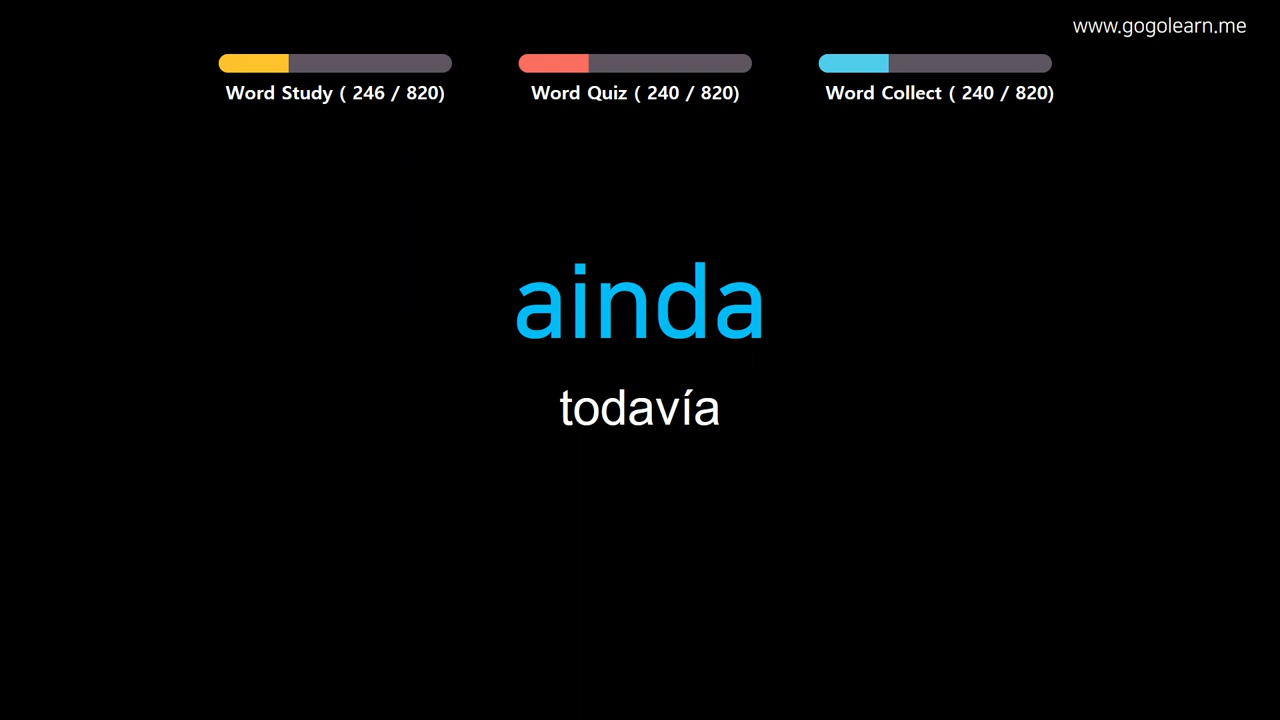 www.gogolearn.me
Word Study ( 246 / 820)
Word Quiz ( 240 / 820)
Word Collect ( 240 / 820)
ainda
todavía